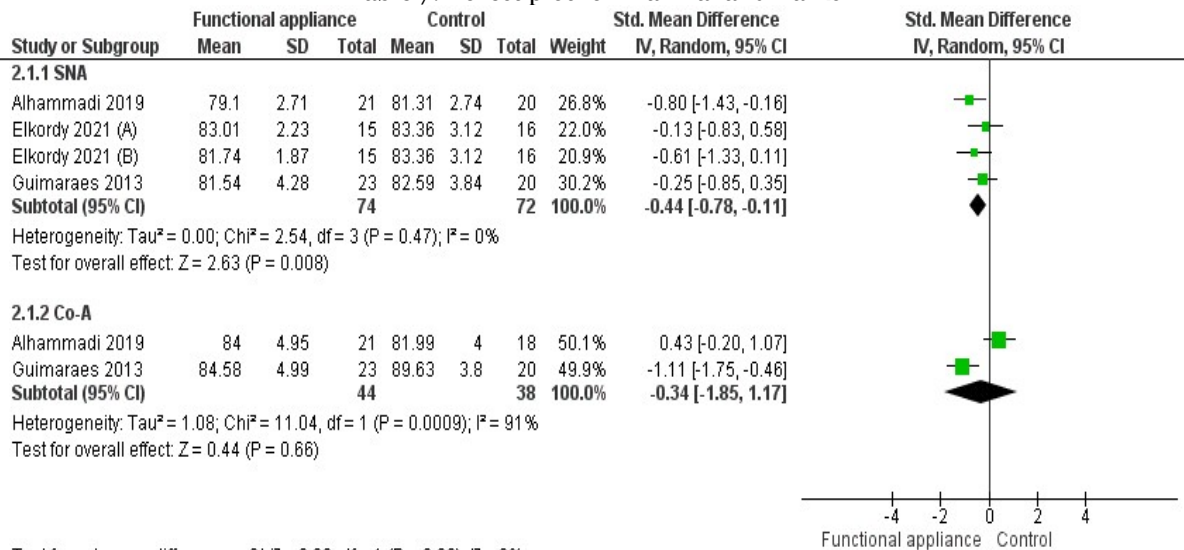 Functional appliance Control Std. Mean Difference Std. Mean Difference
Study or Subgroup Mean SD Total Mean SD Total Weight IV, Random, 95% CI IV, Random, 95% CI
2.1.1 SNA
Alhammadi 2019 79.1 2.71 21 81.31 2.74 20 26.8% -0.80 [-1.43, -0.16]
Elkordy 2021 (A) 83.01 2.23 15 83.36 3.12 16 22.0% -0.13 [-0.83, 0.58]
Elkordy 2021 (B) 81.74 1.87 15 83.36 3.12 16 20.9% -0.61 [-1.33, 0.11]
Guimaraes 2013 81.54 4.28 23 82.59 3.84 20 30.2% -0.25 [-0.85, 0.35]
Subtotal (95% CI) 74 72 100.0% -0.44 [-0.78, -0.11]
Heterogeneity: Tau² = 0.00; Chi² = 2.54, df = 3 (P = 0.47); I² = 0%
Test for overall effect: Z = 2.63 (P = 0.008)
2.1.2 Co-A
Alhammadi 2019 84 4.95 21 81.99 4 18 50.1% 0.43 [-0.20, 1.07]
Guimaraes 2013 84.58 4.99 23 89.63 3.8 20 49.9% -1.11 [-1.75, -0.46]
Subtotal (95% CI) 44 38 100.0% -0.34 [-1.85, 1.17]
Heterogeneity: Tau² = 1.08; Chi² = 11.04, df = 1 (P = 0.0009); I² = 91%
Test for overall effect: Z = 0.44 (P = 0.66)
-4 -2 0 2 4
Functional appliance Control